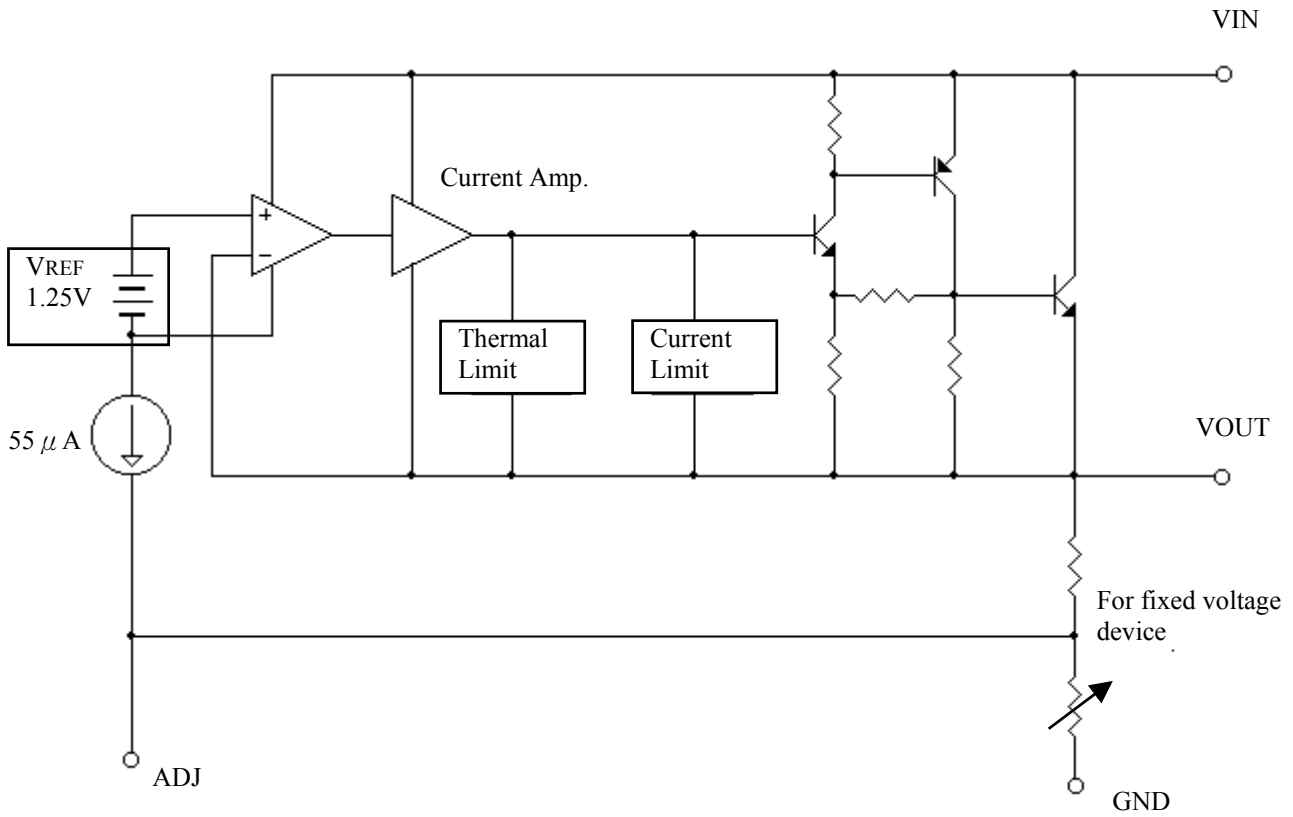 VIN
Current Amp.
+
−
VREF
1.25V
Thermal
Limit
Current
Limit
55 μ A
VOUT
For fixed voltage
device
.
ADJ
GND